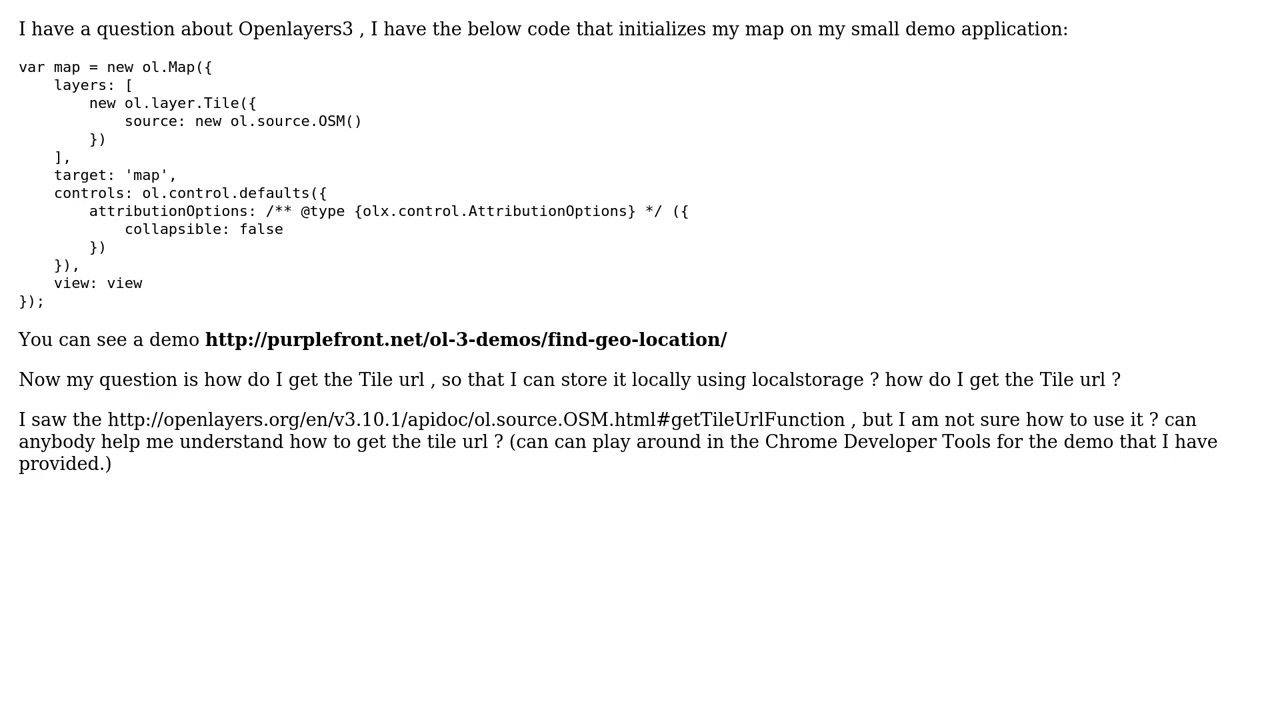 I have a question about Openlayers3 , I have the below code that initializes my map on my small demo application:
var map = new ol.Map({
    layers: [
        new ol.layer.Tile({
            source: new ol.source.OSM()
        })
    ],
    target: 'map',
    controls: ol.control.defaults({
        attributionOptions: /** @type {olx.control.AttributionOptions} */ ({
            collapsible: false
        })
    }),
    view: view
});
You can see a demo http://purplefront.net/ol-3-demos/find-geo-location/
Now my question is how do I get the Tile url , so that I can store it locally using localstorage ? how do I get the Tile url ?
I saw the http://openlayers.org/en/v3.10.1/apidoc/ol.source.OSM.html#getTileUrlFunction , but I am not sure how to use it ? can
anybody help me understand how to get the tile url ? (can can play around in the Chrome Developer Tools for the demo that I have
provided.)